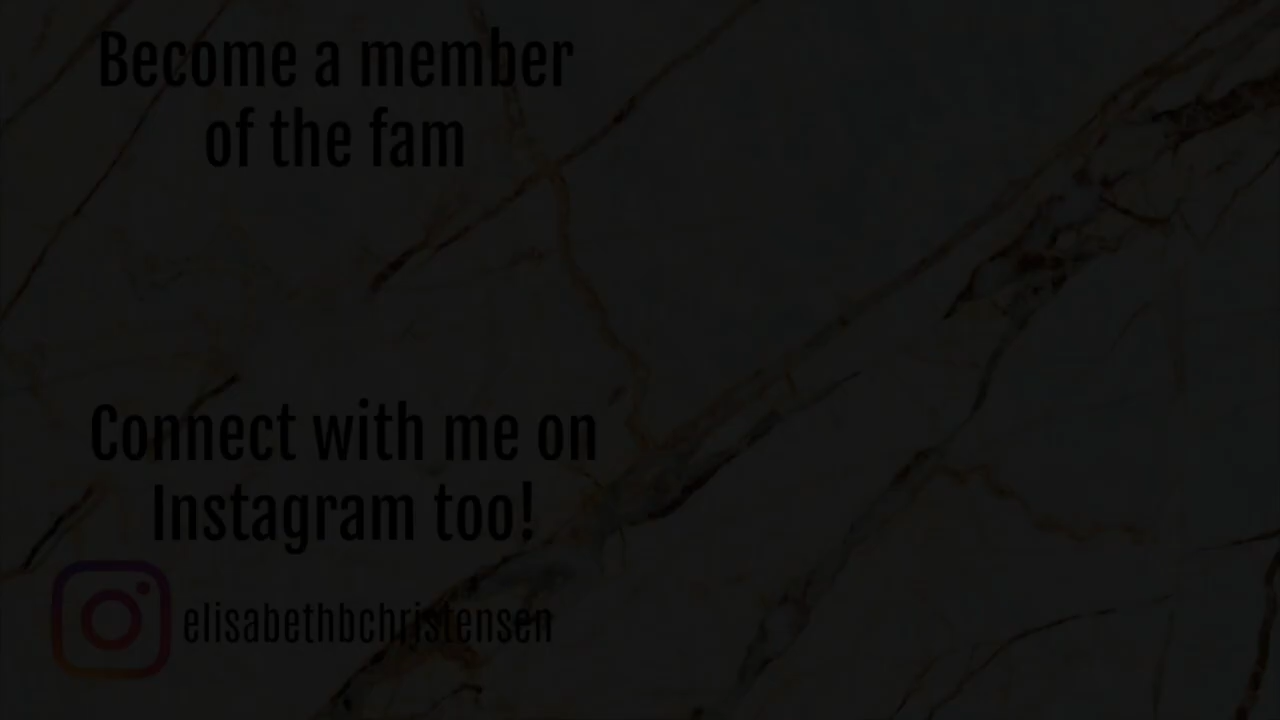 Become a member
of the fam
Connect with me on
Instagram too!
elisabethbchristensen